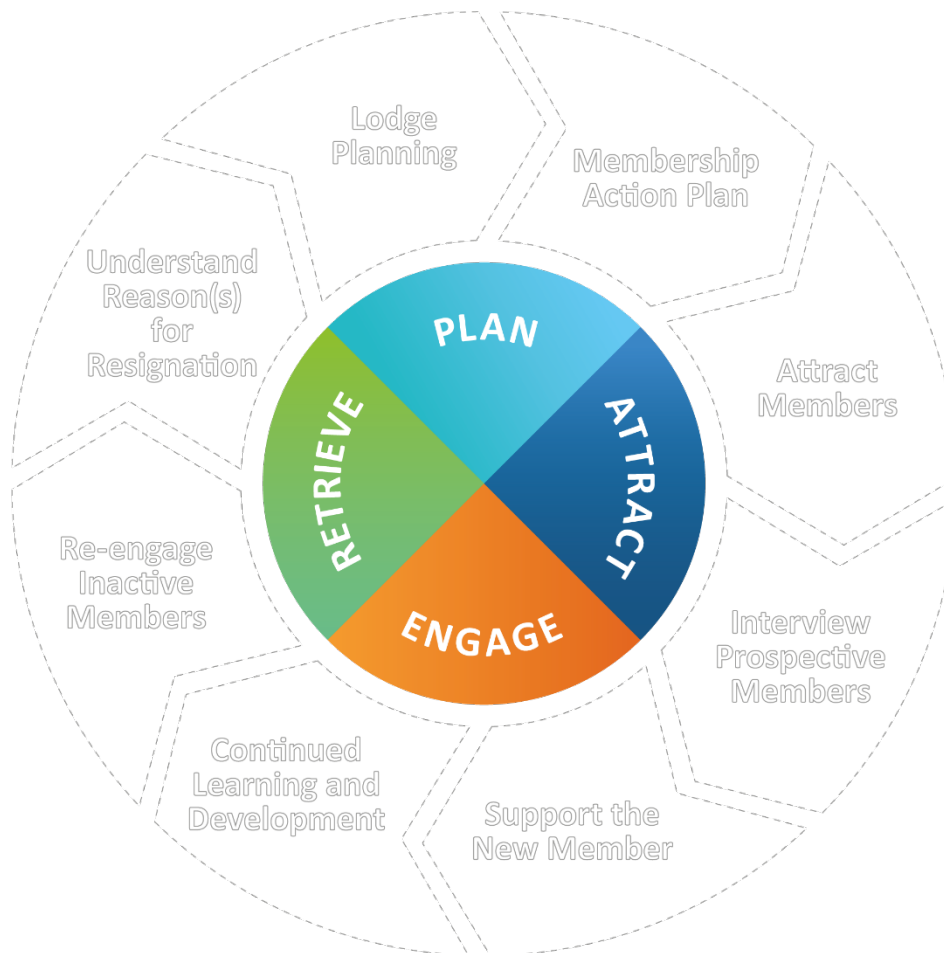 Lodge
Planning
Membership
Action Plan
Attract
Members
Interview
Prospective
Members
Support the
New Member
Continued
Learning and
Development
Re-engage
Inactive
Members
Understand
Reason(s)
for
Resignation
PLAN
ATTRACT
ENGAGE
RETRIEVE